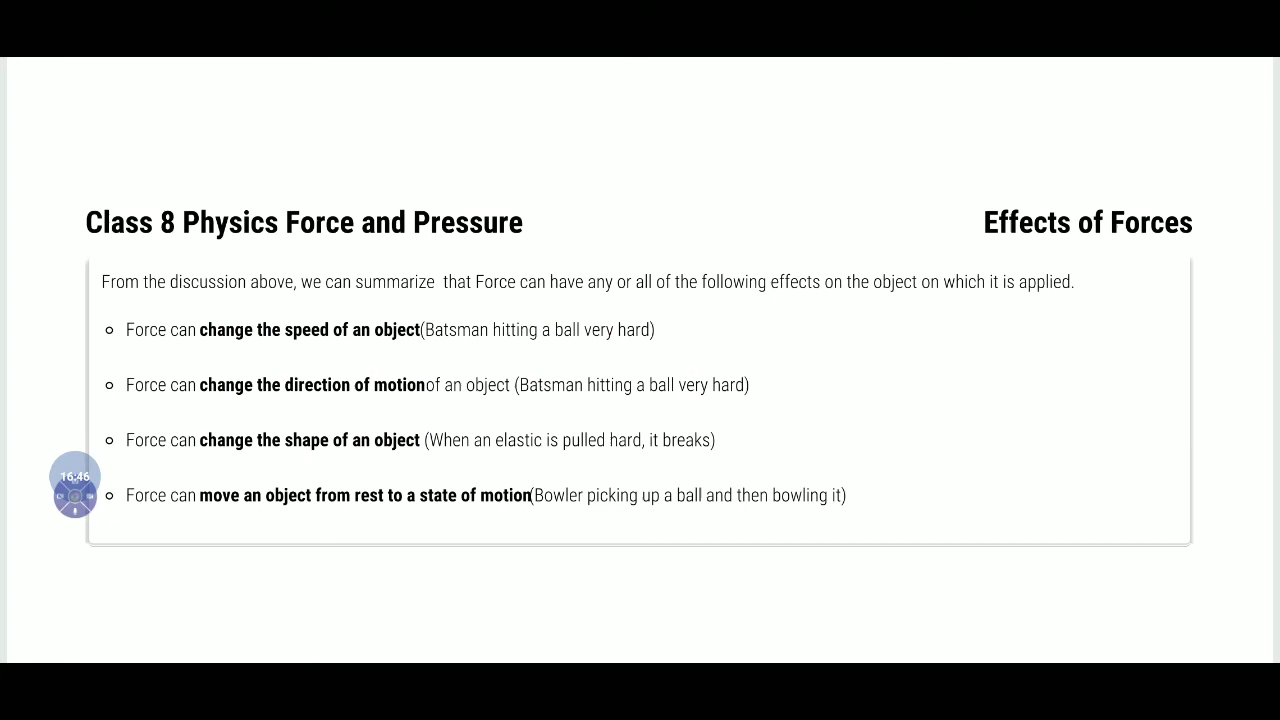 Class 8 Physics Force and Pressure
Effects of Forces
From the discussion above, we can summarize that Force can have any or all of the following effects on the object on which it is applied.
Force can change the speed of an object(Batsman hitting a ball very hard)
Force can change the direction of motion of an object (Batsman hitting a ball very hard)
Force can change the shape of an object (When an elastic is pulled hard, it breaks)
16:46
Force can move an object from rest to a state of motion(Bowler picking up a ball and then bowling it)